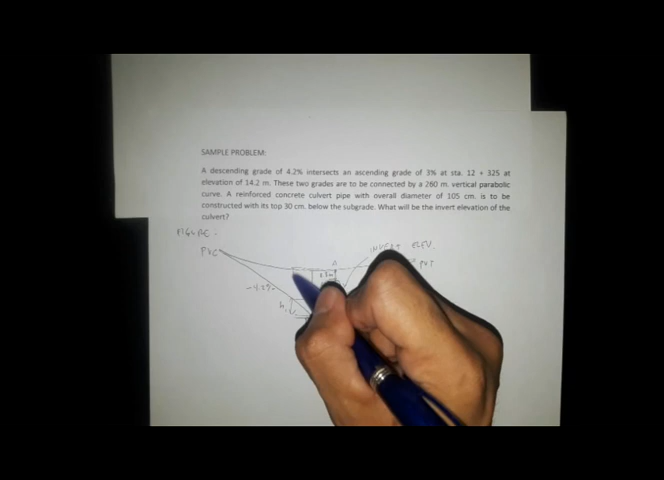 SAMPLE PROBLEM:
A descending grade of 4.2% intersects an ascending grade of 3% at sta. 12 + 325 at
elevation of 14.2 m. These two grades are to be connected by a 260 m. vertical parabolic
curve. A reinforced concrete culvert pipe with overall diameter of 105 cm. is to be
constructed with its top 30 cm. below the subgrade. What will be the invert elevation of the
culvert?
FIGURE:
PVC
INVERT ELEV.
A
PVT
-4.2%
h